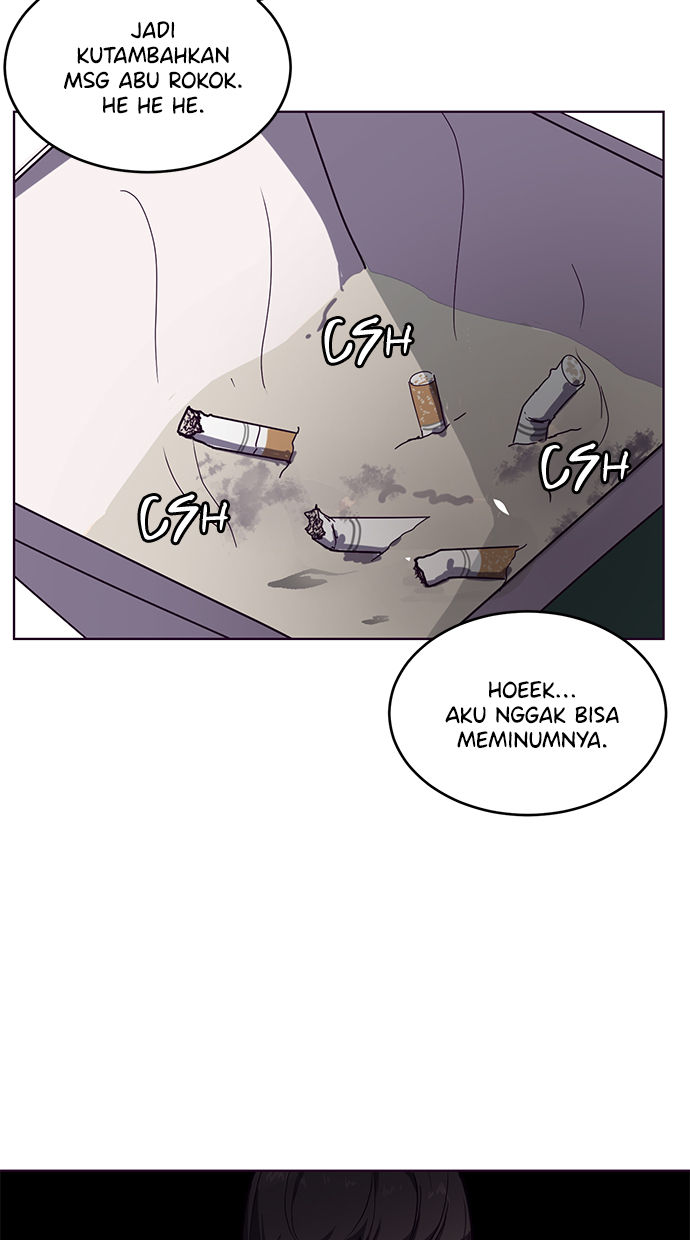 JADI
KUTAMBAHKAN
MSG ABU ROKOK.
HE HE HE.
CSH
CSH
CSH
HOEEK...
AKU NGGAK BISA
MEMINUMNYA.